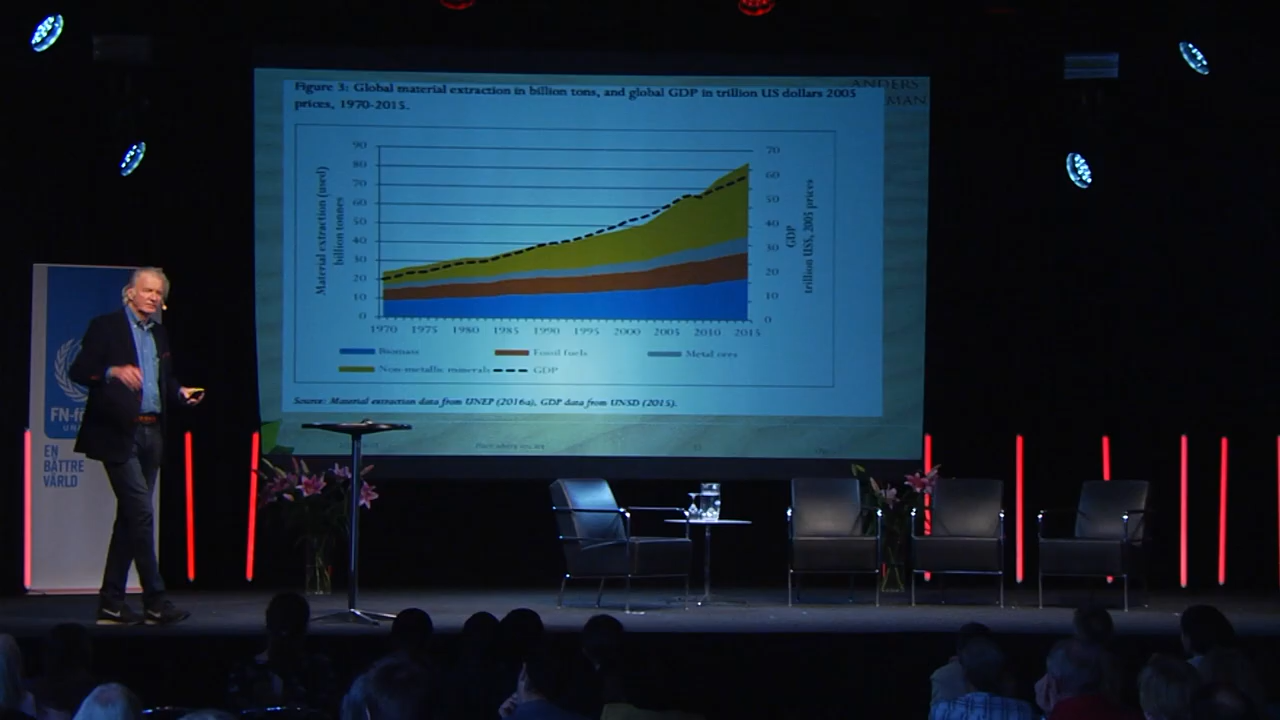 ANDERS
MAN
Figure 3: Global material extraction in billion tons, and global GDP in trillion US dollars 2005
prices, 1970-2015.
Material extraction (used)
billion tonnes
90
80
70
60
50
40
30
20
10
0
70
60
50
40
30
20
10
0
GDP
trillion US$, 2005 prices
1970 1975 1980 1985 1990 1995 2000 2005 2010 2015
Biomass Fossil fuels Metal ores
Non-metallic minerals GDP
Source: Material extraction data from UNEP (2016a), GDP data from UNSD (2015).
EN
BÄTTRE
VÄRLD